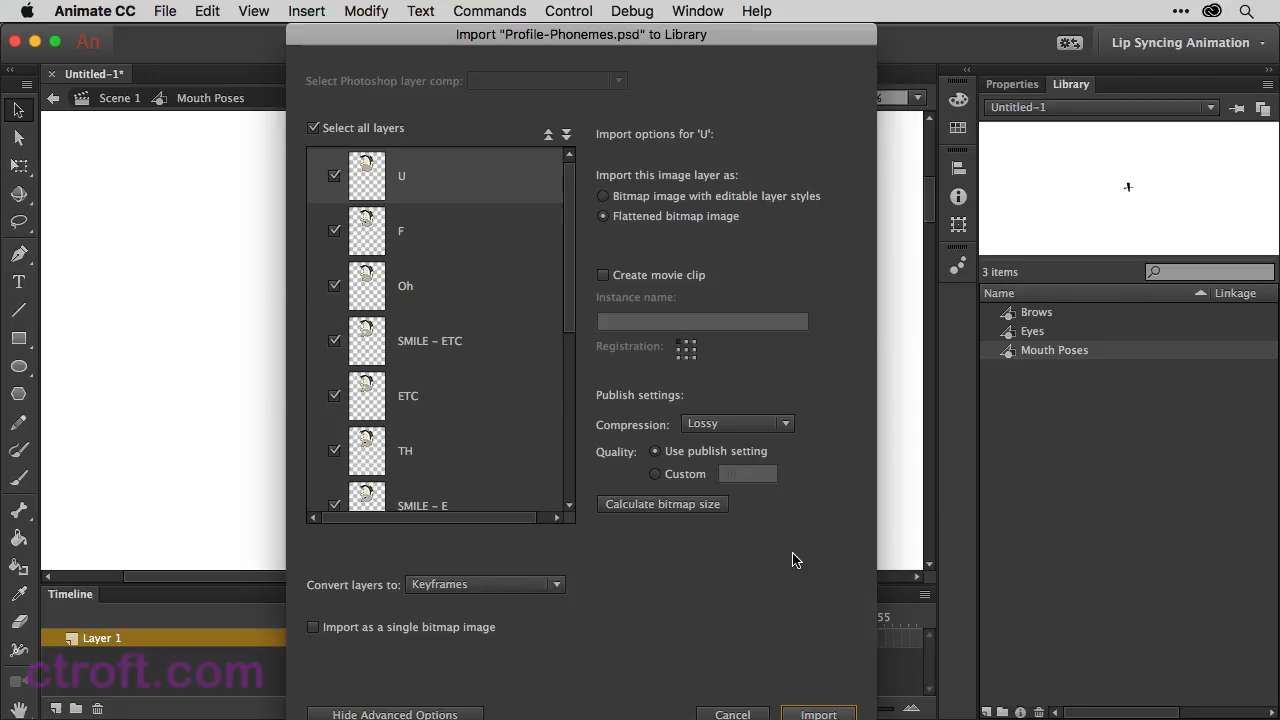 Animate CC File Edit View Insert Modify Text Commands Control Debug Window Help
Import "Profile-Phonemes.psd" to Library
An
Lip Syncing Animation
Untitled-1*
Scene 1 Mouth Poses
%
Select Photoshop layer comp:
Select all layers
U
F
Oh
SMILE - ETC
ETC
TH
SMILE - E
Import options for 'U':
Import this image layer as:
Bitmap image with editable layer styles
Flattened bitmap image
Create movie clip
Instance name:
Registration:
Publish settings:
Compression: Lossy
Quality: Use publish setting
Custom
Calculate bitmap size
Convert layers to: Keyframes
Import as a single bitmap image
Hide Advanced Options Cancel Import
Properties Library
Untitled-1
3 items
Name Linkage
Brows
Eyes
Mouth Poses
Timeline
55
Layer 1
ctroft.com